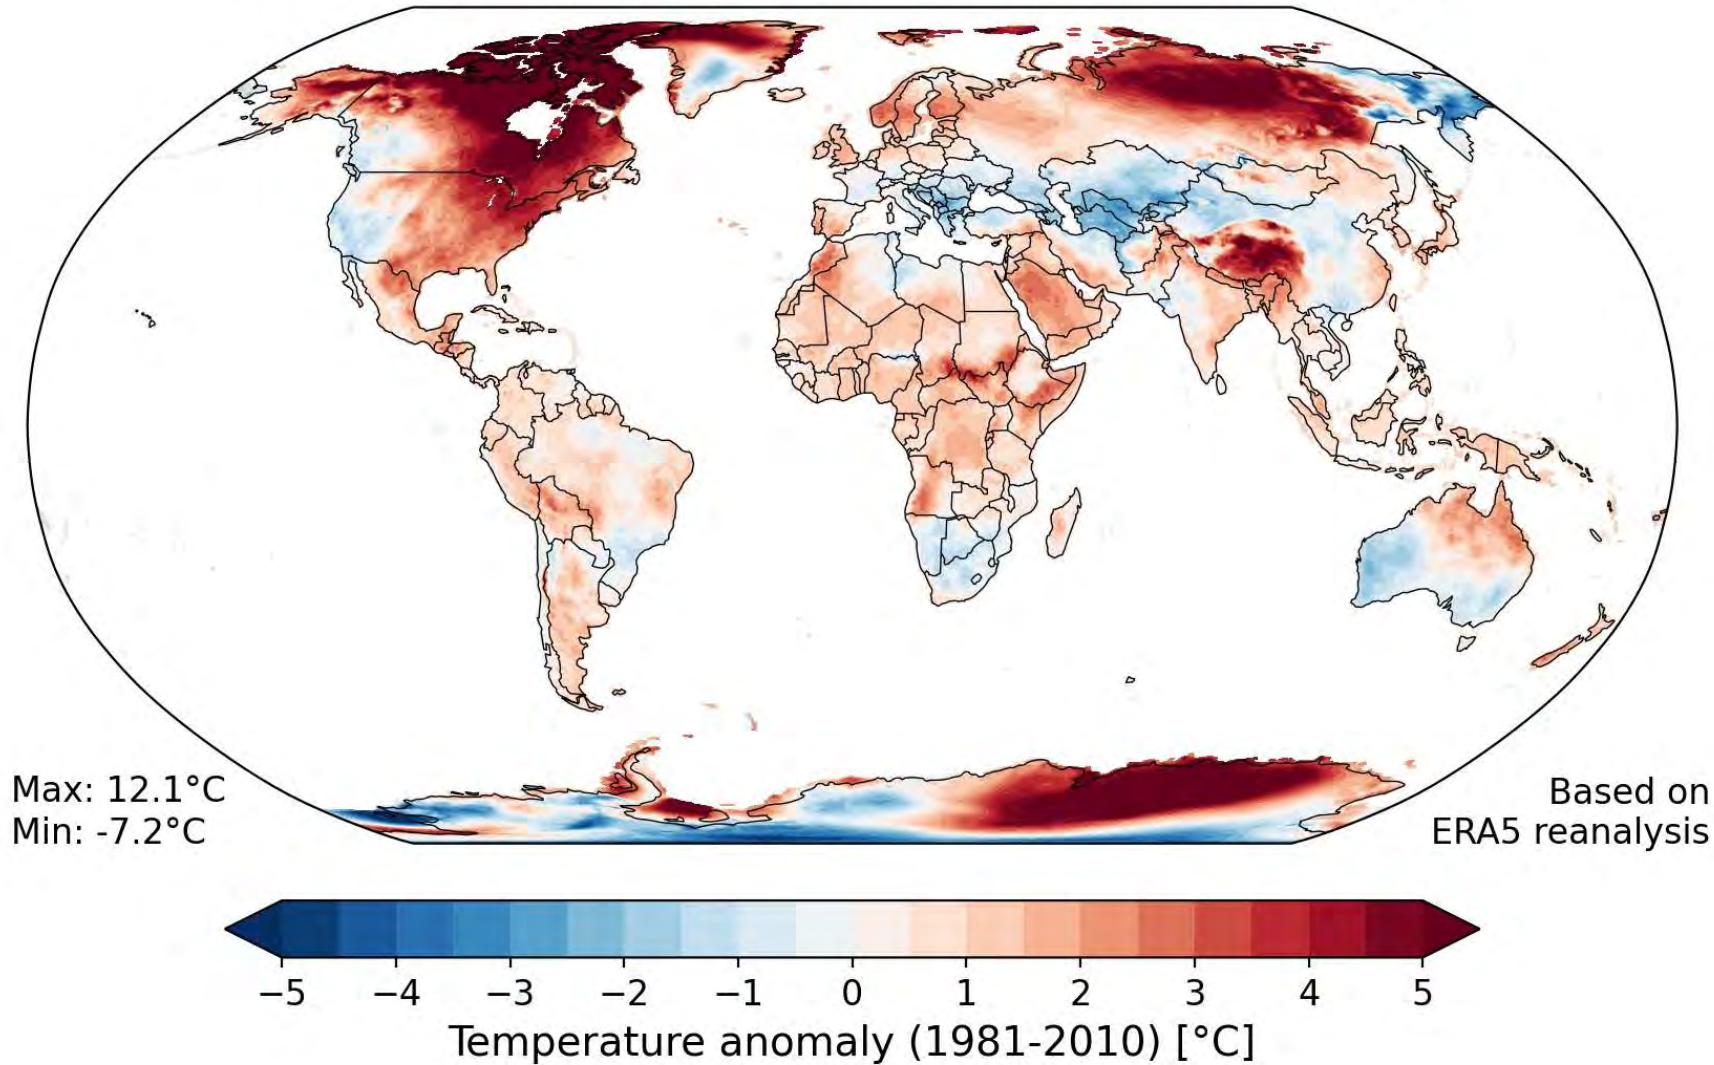 Max: 12.1°C
Min: -7.2°C
Based on
ERA5 reanalysis
−5 −4 −3 −2 −1 0 1 2 3 4 5
Temperature anomaly (1981-2010) [°C]